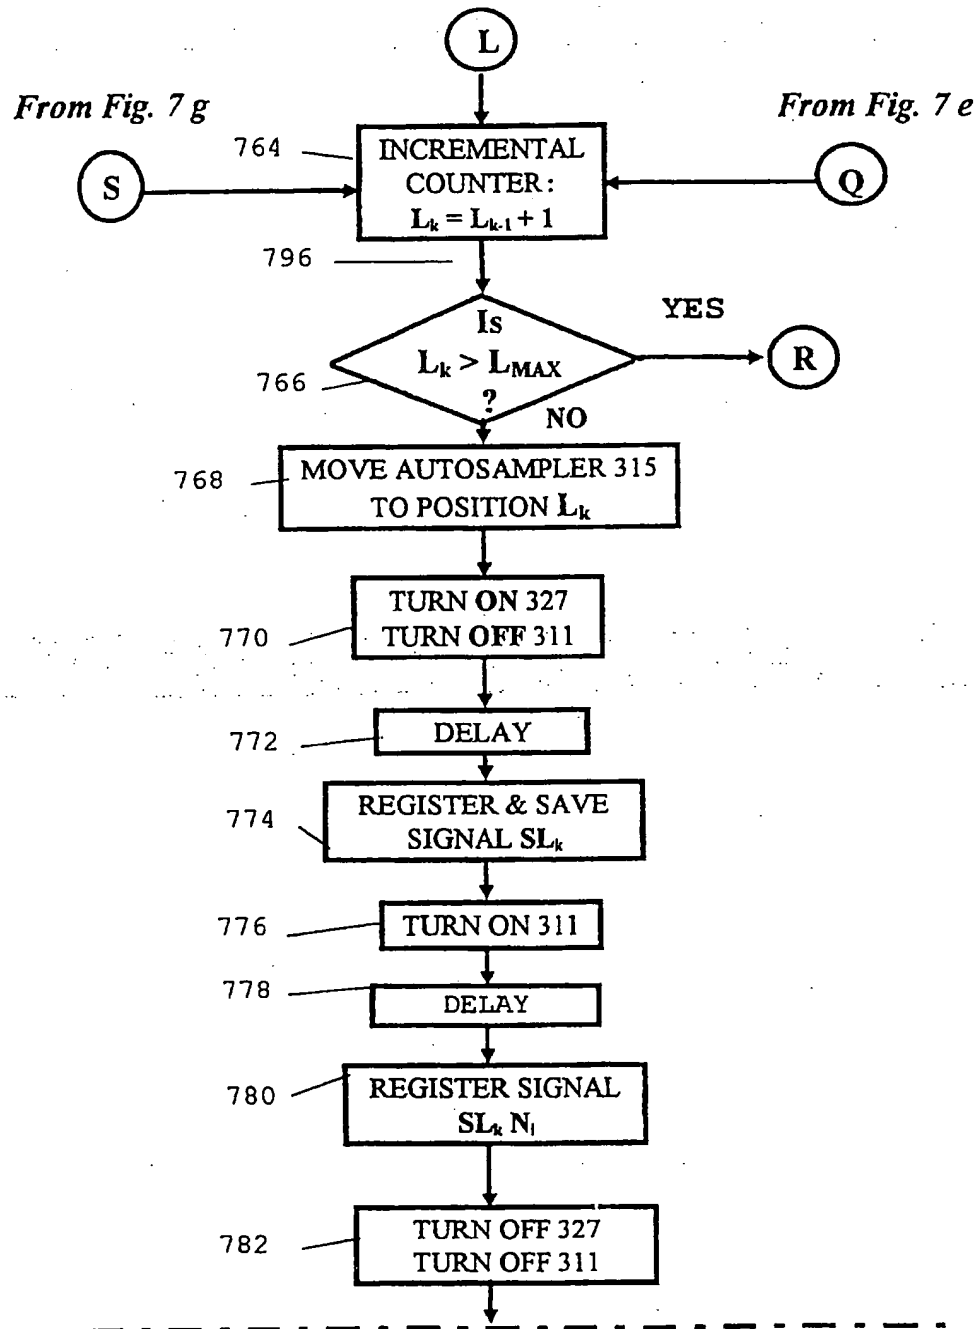 L
From Fig. 7 g
From Fig. 7 e
764
INCREMENTAL
COUNTER:
Lk = Lk-1 + 1
S
Q
796
Is
Lk > LMAX
?
YES
R
766
NO
768
MOVE AUTOSAMPLER 315
TO POSITION Lk
770
TURN ON 327
TURN OFF 311
772
DELAY
774
REGISTER & SAVE
SIGNAL SLk
776
TURN ON 311
778
DELAY
780
REGISTER SIGNAL
SLk Ni
782
TURN OFF 327
TURN OFF 311